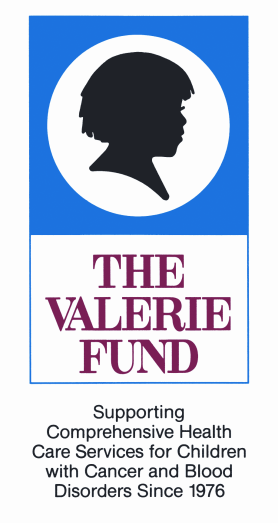 THE
VALERIE
FUND
Supporting
Comprehensive Health
Care Services for Children
with Cancer and Blood
Disorders Since 1976